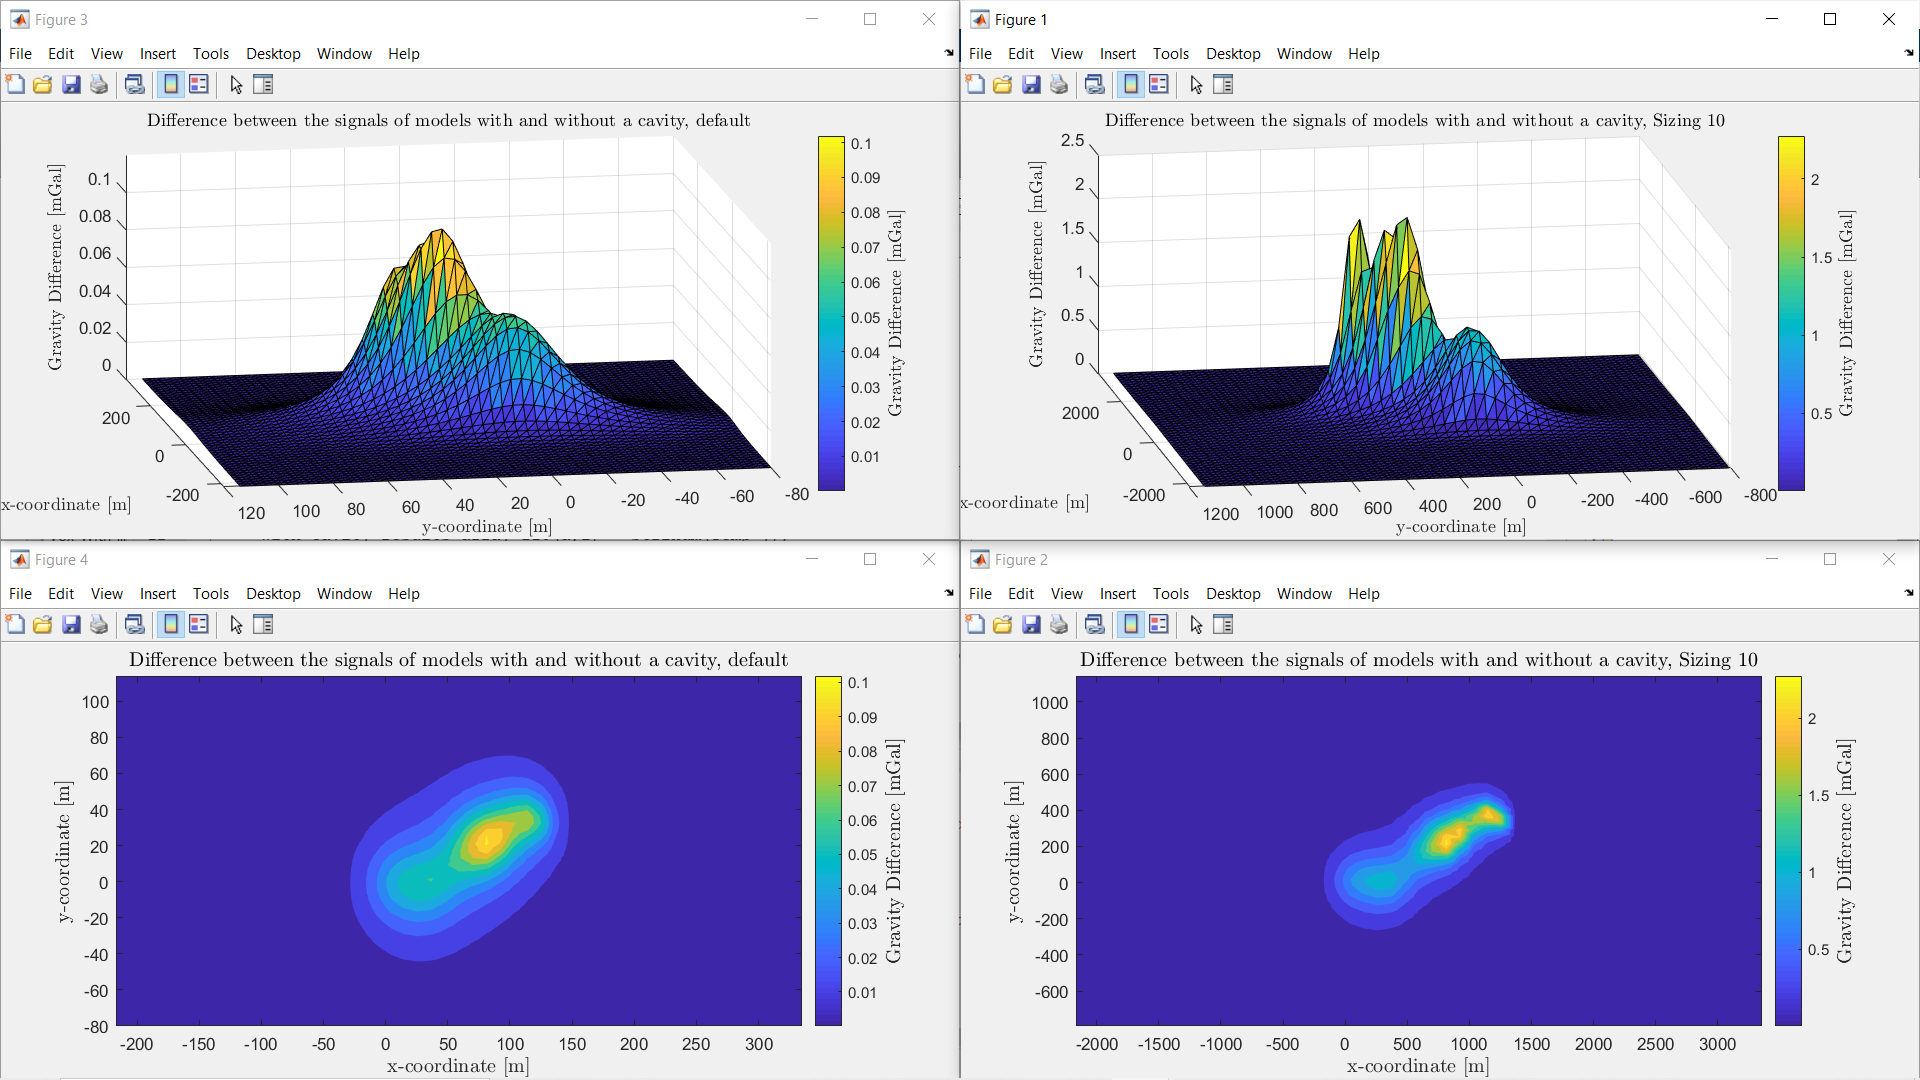 Figure 3
File Edit View Insert Tools Desktop Window Help
Difference between the signals of models with and without a cavity, default
Gravity Difference [mGal]
0.1
0.08
0.06
0.04
0.02
0
200
0
-200
x-coordinate [m]
120 100 80 60 40 20 0 -20 -40 -60 -80
y-coordinate [m]
0.1
0.09
0.08
0.07
0.06
0.05
0.04
0.03
0.02
0.01
Gravity Difference [mGal]
Figure 1
File Edit View Insert Tools Desktop Window Help
Difference between the signals of models with and without a cavity, Sizing 10
Gravity Difference [mGal]
2.5
2
1.5
1
0.5
0
2000
0
-2000
x-coordinate [m]
1200 1000 800 600 400 200 0 -200 -400 -600 -800
y-coordinate [m]
2
1.5
1
0.5
Gravity Difference [mGal]
Figure 4
File Edit View Insert Tools Desktop Window Help
Difference between the signals of models with and without a cavity, default
y-coordinate [m]
100
80
60
40
20
0
-20
-40
-60
-80
-200 -150 -100 -50 0 50 100 150 200 250 300
x-coordinate [m]
0.1
0.09
0.08
0.07
0.06
0.05
0.04
0.03
0.02
0.01
Gravity Difference [mGal]
Figure 2
File Edit View Insert Tools Desktop Window Help
Difference between the signals of models with and without a cavity, Sizing 10
y-coordinate [m]
1000
800
600
400
200
0
-200
-400
-600
-2000 -1500 -1000 -500 0 500 1000 1500 2000 2500 3000
x-coordinate [m]
2
1.5
1
0.5
Gravity Difference [mGal]